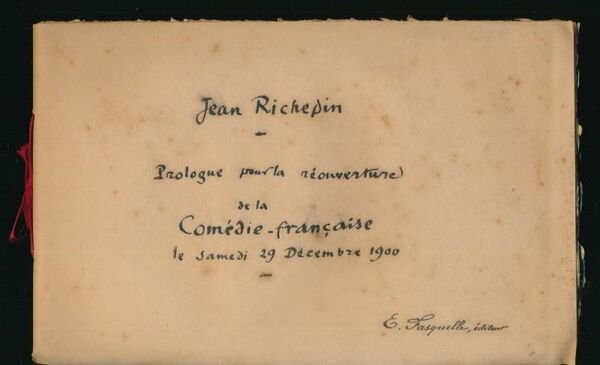 Jean Richepin
Prologue pour la réouverture
de la
Comédie-française
le samedi 29 Décembre 1900
E. Fasquelle, éditeur